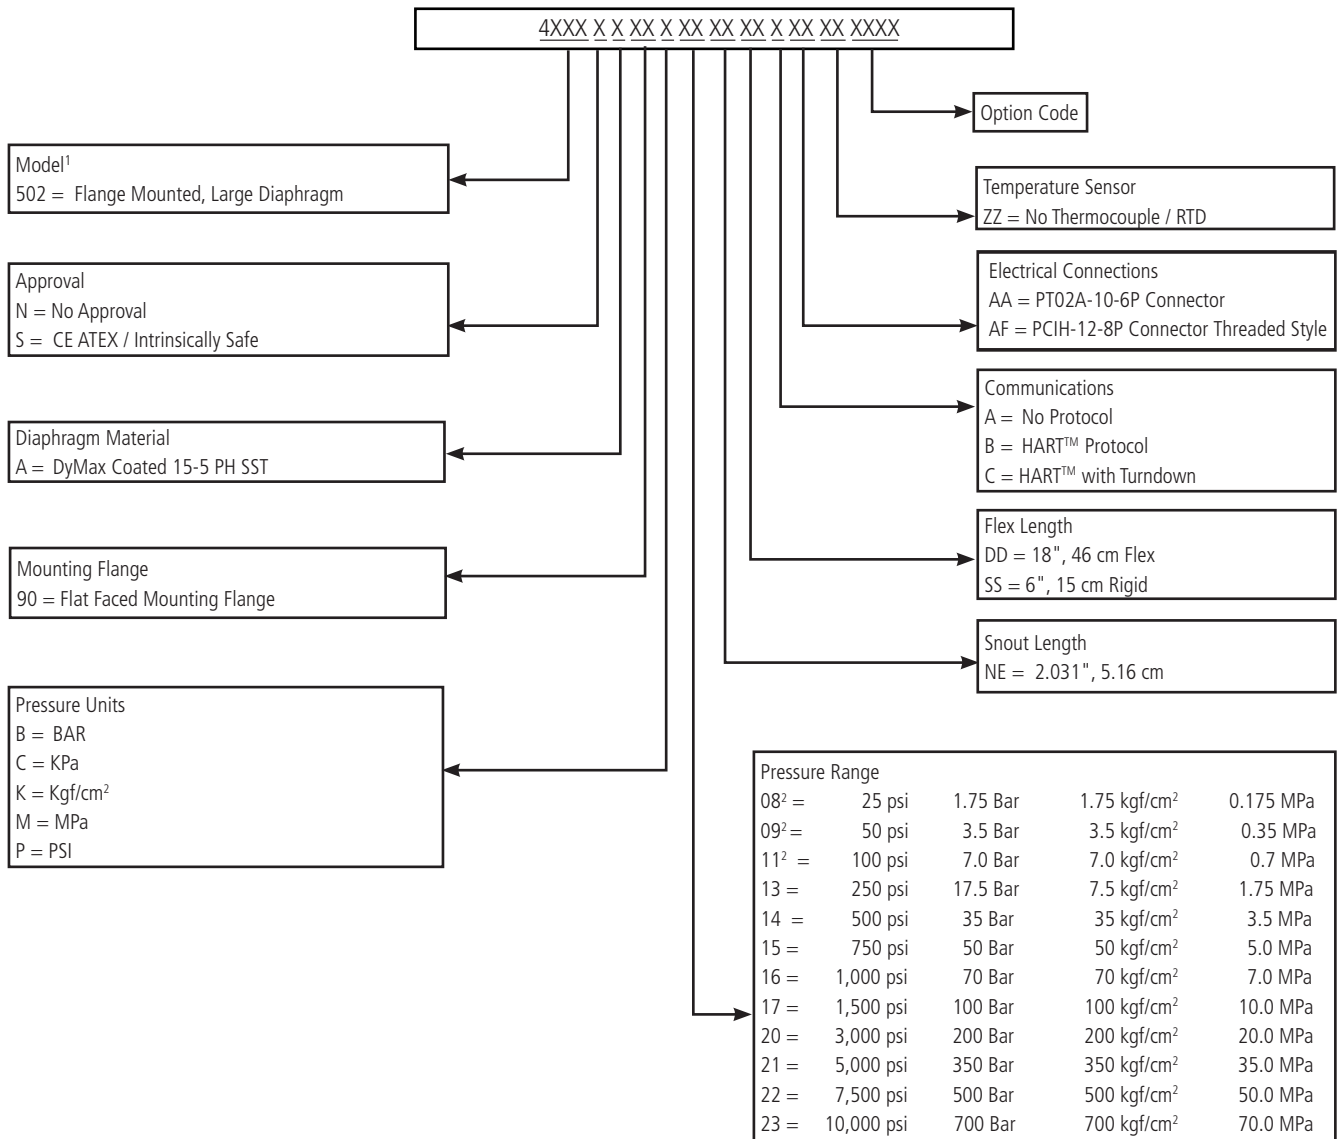 4XXX X X XX X XX XX XX X XX XX XXXX
Option Code
Model¹
502 = Flange Mounted, Large Diaphragm
Temperature Sensor
ZZ = No Thermocouple / RTD
Approval
N = No Approval
S = CE ATEX / Intrinsically Safe
Electrical Connections
AA = PT02A-10-6P Connector
AF = PCIH-12-8P Connector Threaded Style
Communications
A = No Protocol
B = HART™ Protocol
C = HART™ with Turndown
Diaphragm Material
A = DyMax Coated 15-5 PH SST
Flex Length
DD = 18", 46 cm Flex
SS = 6", 15 cm Rigid
Mounting Flange
90 = Flat Faced Mounting Flange
Snout Length
NE = 2.031", 5.16 cm
Pressure Units
B = BAR
C = KPa
K = Kgf/cm²
M = MPa
P = PSI
Pressure Range
08² = 25 psi 1.75 Bar 1.75 kgf/cm² 0.175 MPa
09² = 50 psi 3.5 Bar 3.5 kgf/cm² 0.35 MPa
11² = 100 psi 7.0 Bar 7.0 kgf/cm² 0.7 MPa
13 = 250 psi 17.5 Bar 7.5 kgf/cm² 1.75 MPa
14 = 500 psi 35 Bar 35 kgf/cm² 3.5 MPa
15 = 750 psi 50 Bar 50 kgf/cm² 5.0 MPa
16 = 1,000 psi 70 Bar 70 kgf/cm² 7.0 MPa
17 = 1,500 psi 100 Bar 100 kgf/cm² 10.0 MPa
20 = 3,000 psi 200 Bar 200 kgf/cm² 20.0 MPa
21 = 5,000 psi 350 Bar 350 kgf/cm² 35.0 MPa
22 = 7,500 psi 500 Bar 500 kgf/cm² 50.0 MPa
23 = 10,000 psi 700 Bar 700 kgf/cm² 70.0 MPa